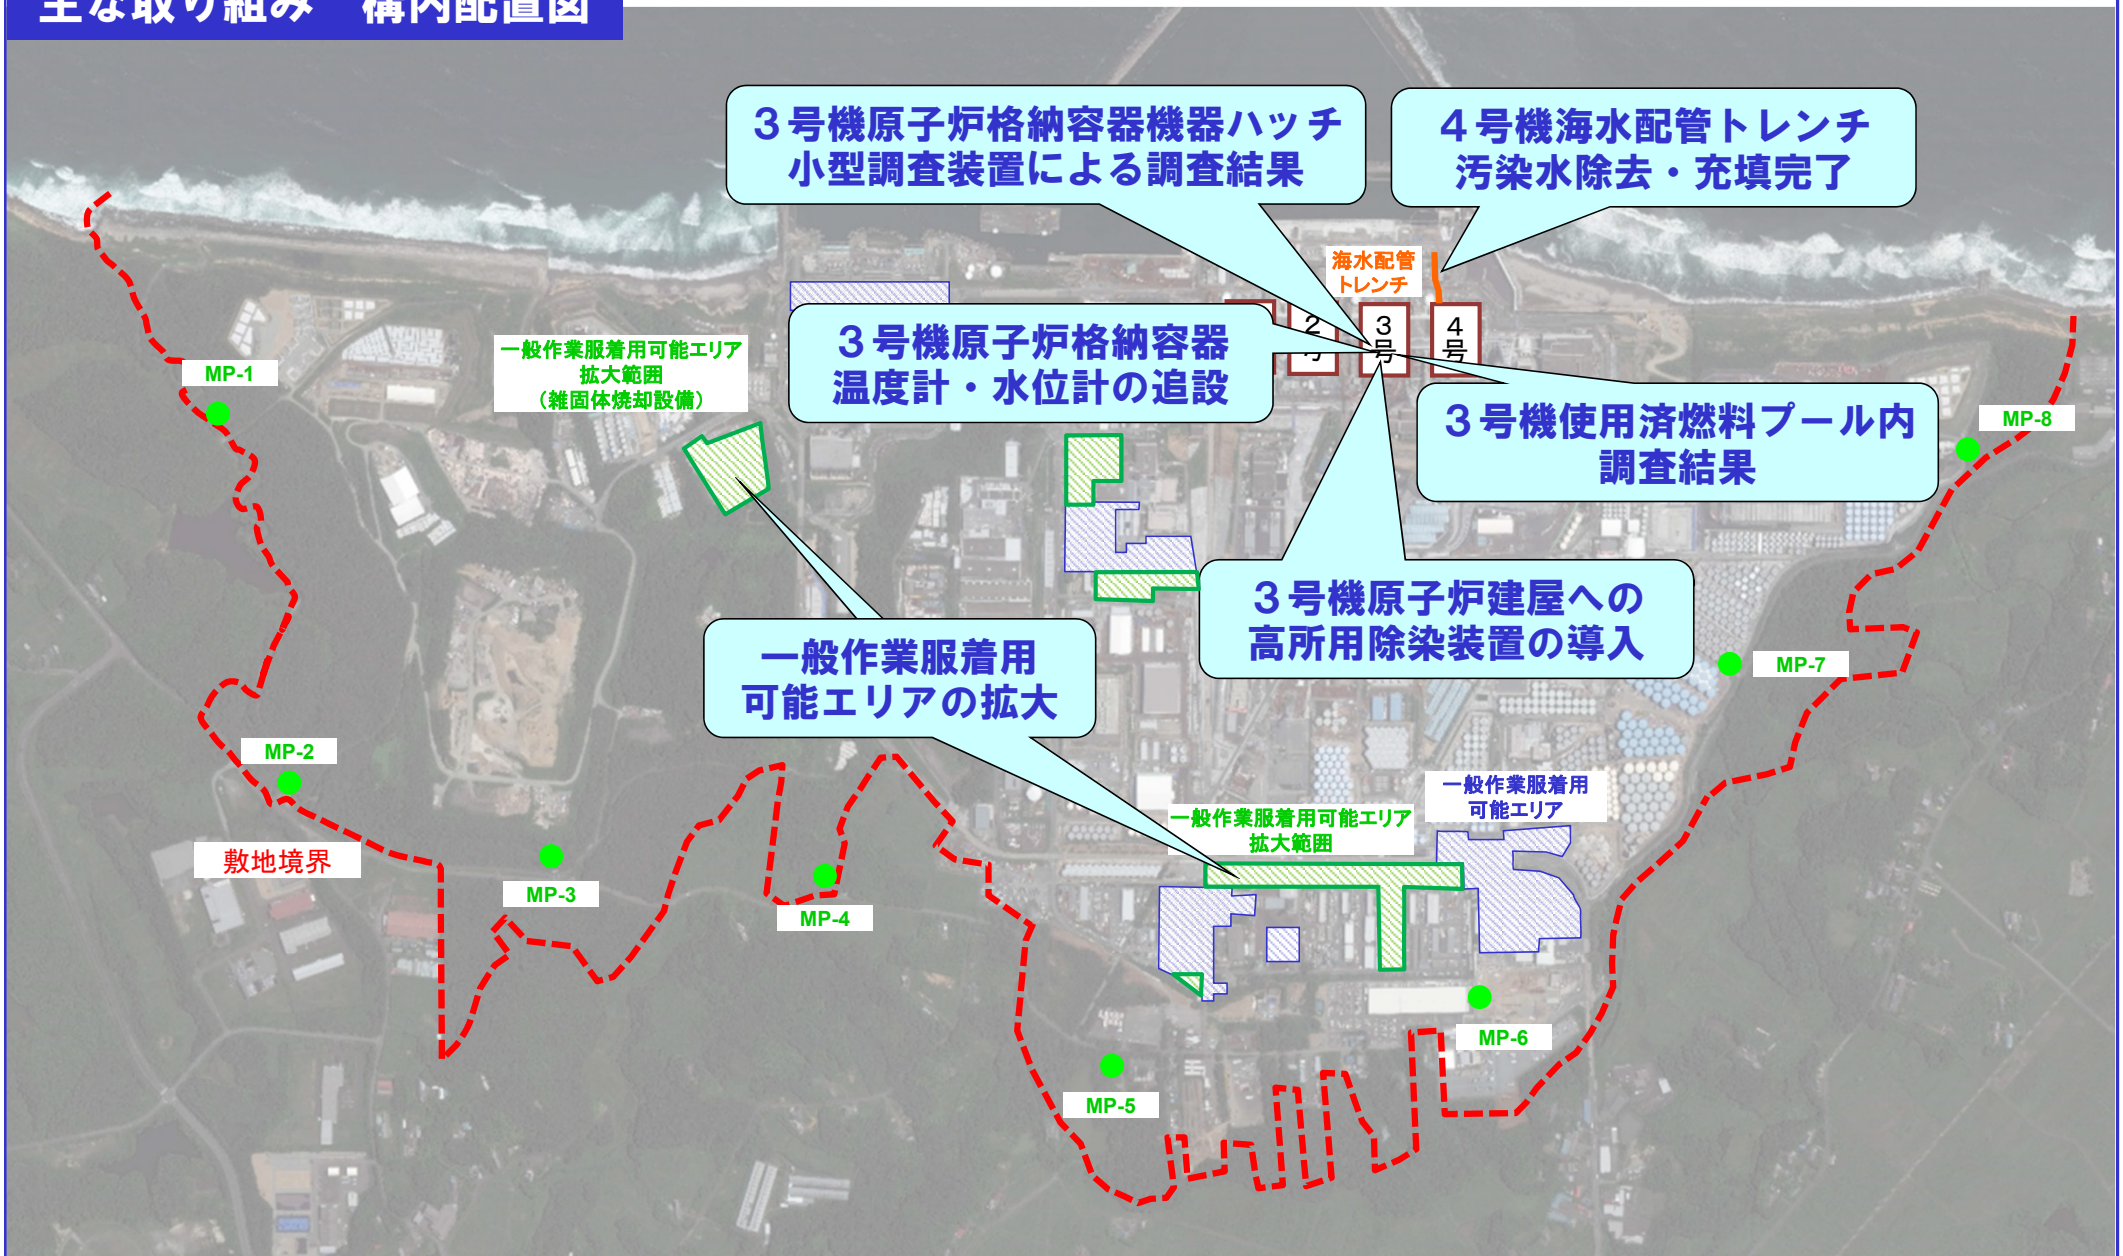 主な取り組み　構内配置図
３号機原子炉格納容器機器ハッチ
小型調査装置による調査結果
４号機海水配管トレンチ
汚染水除去・充填完了
海水配管
トレンチ
２
３
号
４
号
３号機原子炉格納容器
温度計・水位計の追設
一般作業服着用可能エリア
拡大範囲
（雑固体焼却設備）
MP-1
３号機使用済燃料プール内
調査結果
MP-8
３号機原子炉建屋への
高所用除染装置の導入
一般作業服着用
可能エリアの拡大
MP-7
MP-2
一般作業服着用
可能エリア
一般作業服着用可能エリア
拡大範囲
敷地境界
MP-3
MP-4
MP-6
MP-5